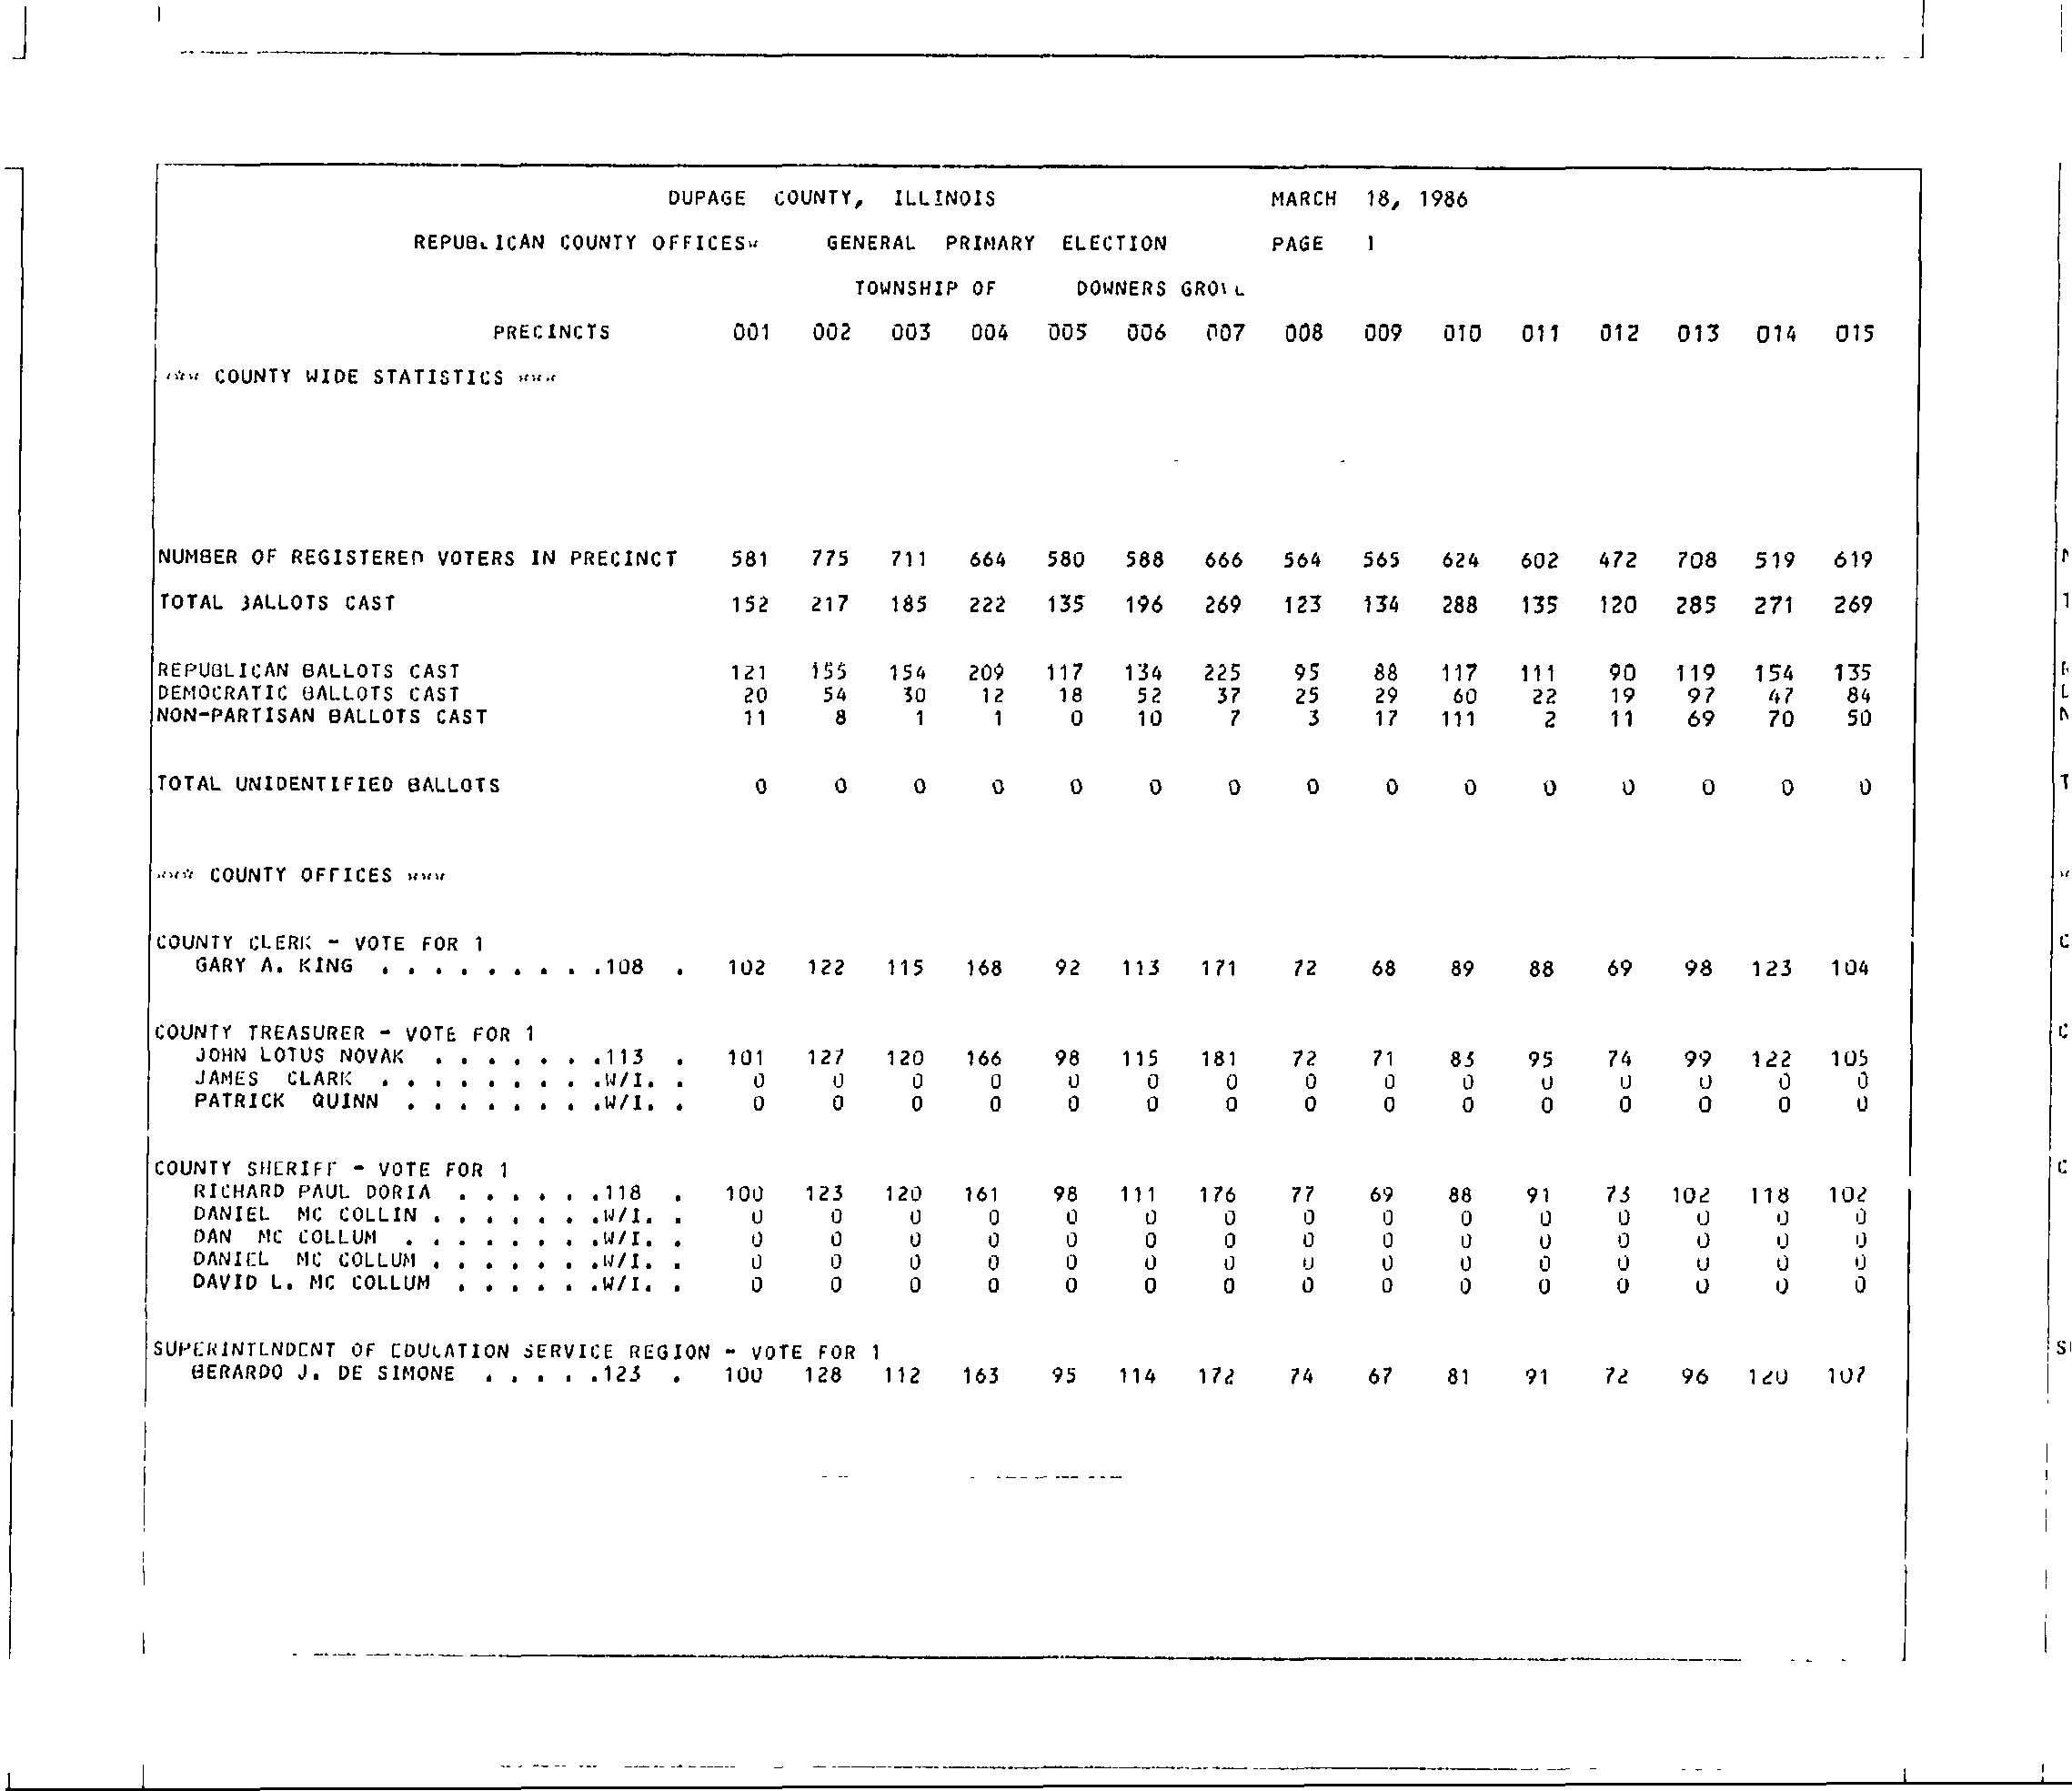 DUPAGE COUNTY, ILLINOIS MARCH 18, 1986
REPUBLICAN COUNTY OFFICES* GENERAL PRIMARY ELECTION PAGE 1
TOWNSHIP OF DOWNERS GROVE
PRECINCTS 001 002 003 004 005 006 007 008 009 010 011 012 013 014 015
*** COUNTY WIDE STATISTICS ***
NUMBER OF REGISTERED VOTERS IN PRECINCT 581 775 711 664 580 588 666 564 565 624 602 472 708 519 619
TOTAL BALLOTS CAST 152 217 185 222 135 196 269 123 134 288 135 120 285 271 269
REPUBLICAN BALLOTS CAST 121 155 154 209 117 134 225 95 88 117 111 90 119 154 135
DEMOCRATIC BALLOTS CAST 20 54 30 12 18 52 37 25 29 60 22 19 97 47 84
NON-PARTISAN BALLOTS CAST 11 8 1 1 0 10 7 3 17 111 2 11 69 70 50
TOTAL UNIDENTIFIED BALLOTS 0 0 0 0 0 0 0 0 0 0 0 0 0 0 0
*** COUNTY OFFICES ***
COUNTY CLERK - VOTE FOR 1
GARY A. KING . . . . . . . . .108 . 102 122 115 168 92 113 171 72 68 89 88 69 98 123 104
COUNTY TREASURER - VOTE FOR 1
JOHN LOTUS NOVAK . . . . . . .113 . 101 127 120 166 98 115 181 72 71 83 95 74 99 122 105
JAMES CLARK . . . . . . . . .W/I. . 0 0 0 0 0 0 0 0 0 0 0 0 0 0 0
PATRICK QUINN . . . . . . . .W/I. . 0 0 0 0 0 0 0 0 0 0 0 0 0 0 0
COUNTY SHERIFF - VOTE FOR 1
RICHARD PAUL DORIA . . . . . .118 . 100 123 120 161 98 111 176 77 69 88 91 73 102 118 102
DANIEL MC COLLIN . . . . . . .W/I. . 0 0 0 0 0 0 0 0 0 0 0 0 0 0 0
DAN MC COLLUM . . . . . . . .W/I. . 0 0 0 0 0 0 0 0 0 0 0 0 0 0 0
DANIEL MC COLLUM . . . . . . .W/I. . 0 0 0 0 0 0 0 0 0 0 0 0 0 0 0
DAVID L. MC COLLUM . . . . . .W/I. . 0 0 0 0 0 0 0 0 0 0 0 0 0 0 0
SUPERINTENDENT OF EDUCATION SERVICE REGION - VOTE FOR 1
BERARDO J. DE SIMONE . . . . .123 . 100 128 112 163 95 114 172 74 67 81 91 72 96 120 107